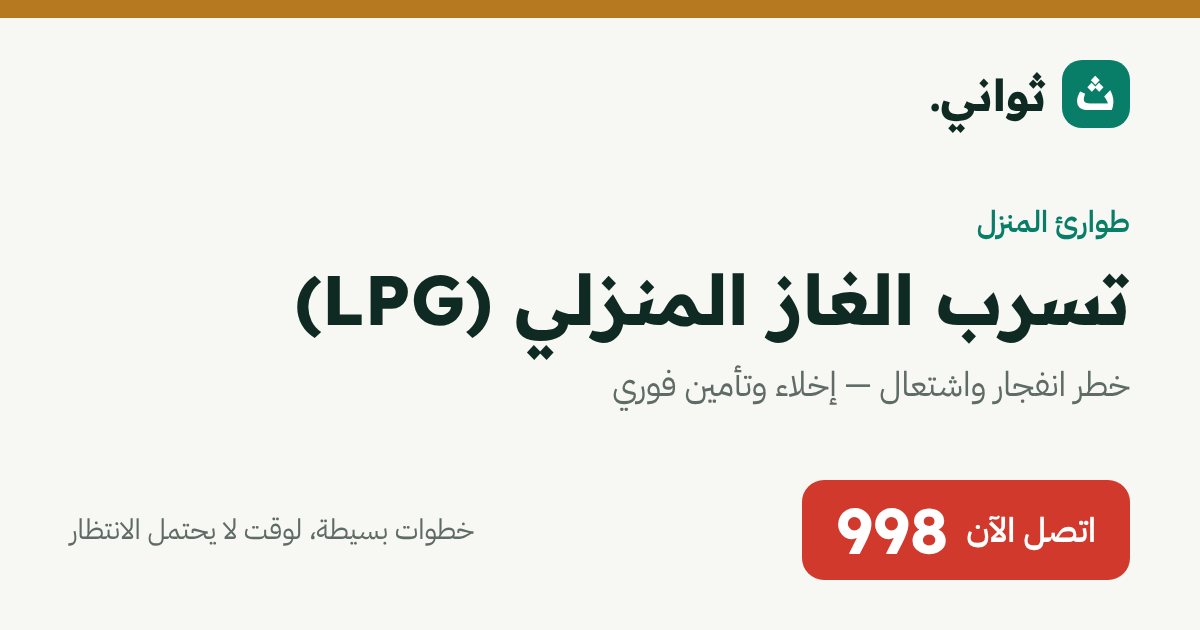 ث ثواني.
طوارئ المنزل
تسرب الغاز المنزلي (LPG)
خطر انفجار واشتعال — إخلاء وتأمين فوري
اتصل الآن 998
خطوات بسيطة، لوقت لا يحتمل الانتظار